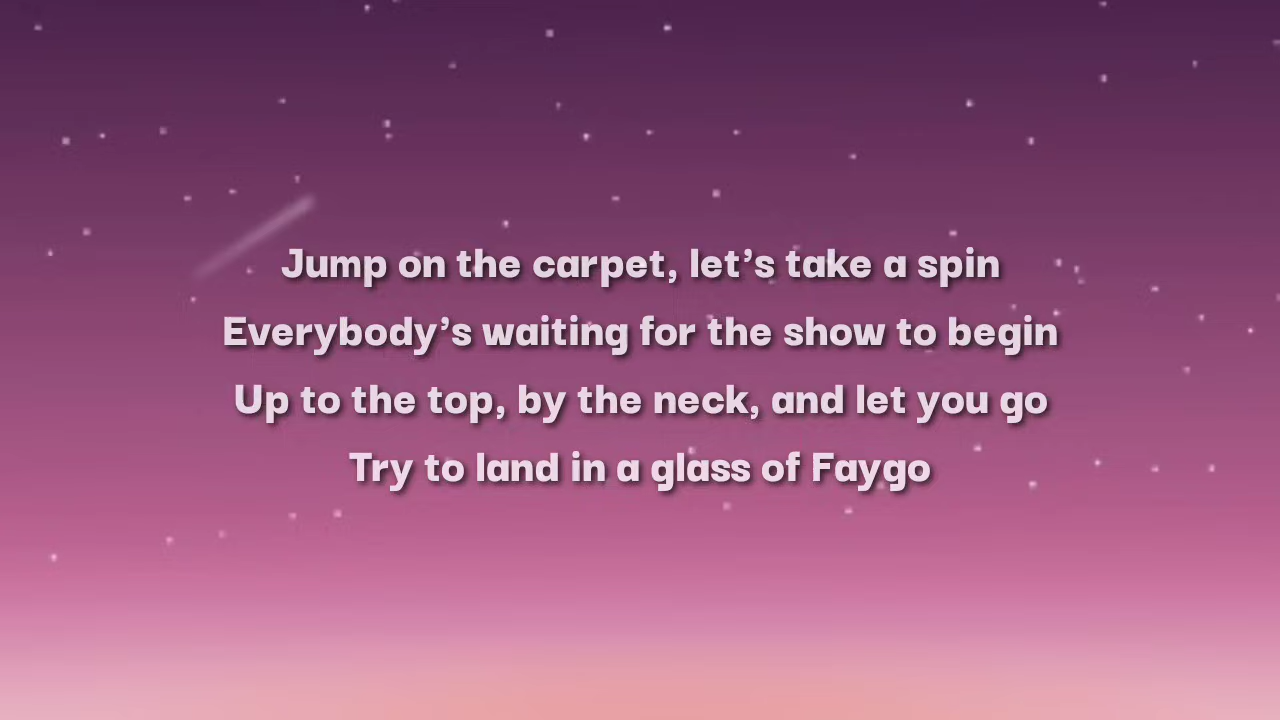 Jump on the carpet, let’s take a spin
Everybody’s waiting for the show to begin
Up to the top, by the neck, and let you go
Try to land in a glass of Faygo